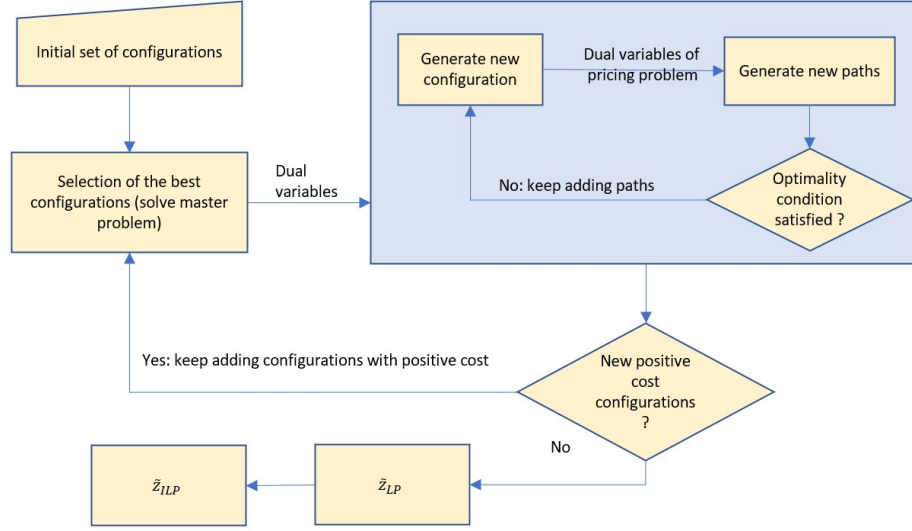 Initial set of configurations
Generate new
configuration
Dual variables of
pricing problem
Generate new paths
Selection of the best
configurations (solve master
problem)
Dual
variables
No: keep adding paths
Optimality
condition
satisfied ?
Yes: keep adding configurations with positive cost
New positive
cost
configurations
?
No
z̃_ILP
z̃_LP